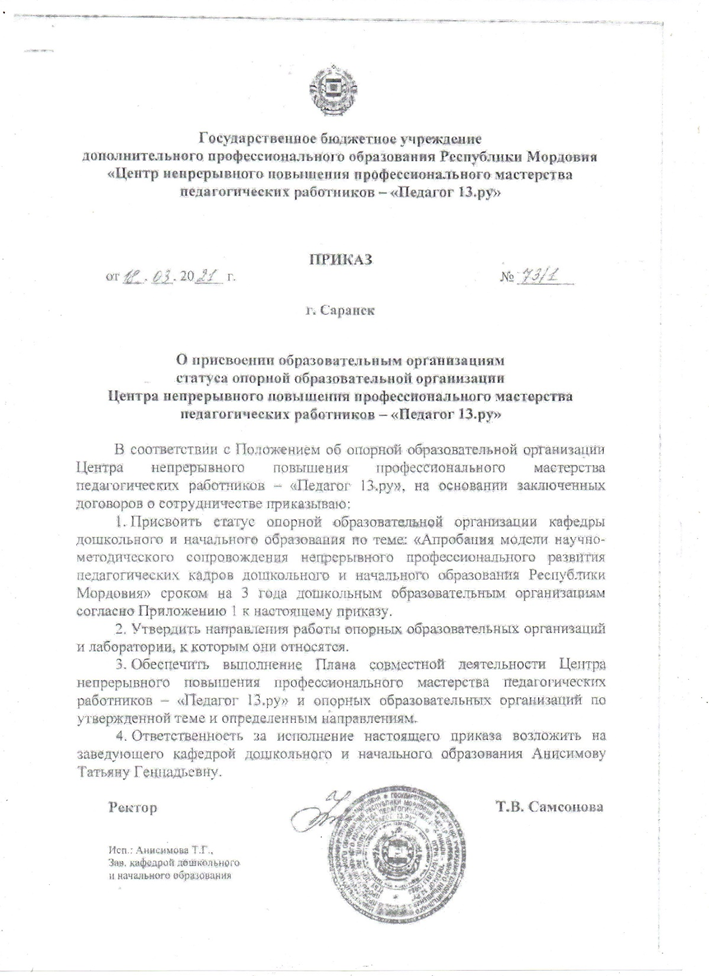 Государственное бюджетное учреждение
дополнительного профессионального образования Республики Мордовия
«Центр непрерывного повышения профессионального мастерства
педагогических работников – «Педагог 13.ру»
ПРИКАЗ
от 18.03.2021 г. № 73/1
г. Саранск
О присвоении образовательным организациям
статуса опорной образовательной организации
Центра непрерывного повышения профессионального мастерства
педагогических работников – «Педагог 13.ру»
В соответствии с Положением об опорной образовательной организации
Центра непрерывного повышения профессионального мастерства
педагогических работников – «Педагог 13.ру», на основании заключенных
договоров о сотрудничестве приказываю:
1. Присвоить статус опорной образовательной организации кафедры
дошкольного и начального образования по теме: «Апробация модели научно-
методического сопровождения непрерывного профессионального развития
педагогических кадров дошкольного и начального образования Республики
Мордовия» сроком на 3 года дошкольным образовательным организациям
согласно Приложению 1 к настоящему приказу.
2. Утвердить направления работы опорных образовательных организаций
и лаборатории, к которым они относятся.
3. Обеспечить выполнение Плана совместной деятельности Центра
непрерывного повышения профессионального мастерства педагогических
работников – «Педагог 13.ру» и опорных образовательных организаций по
утвержденной теме и определенным направлениям.
4. Ответственность за исполнение настоящего приказа возложить на
заведующего кафедрой дошкольного и начального образования Анисимову
Татьяну Геннадьевну.
Ректор Т.В. Самсонова
Исп.: Анисимова Т.Г.,
Зав. кафедрой дошкольного
и начального образования